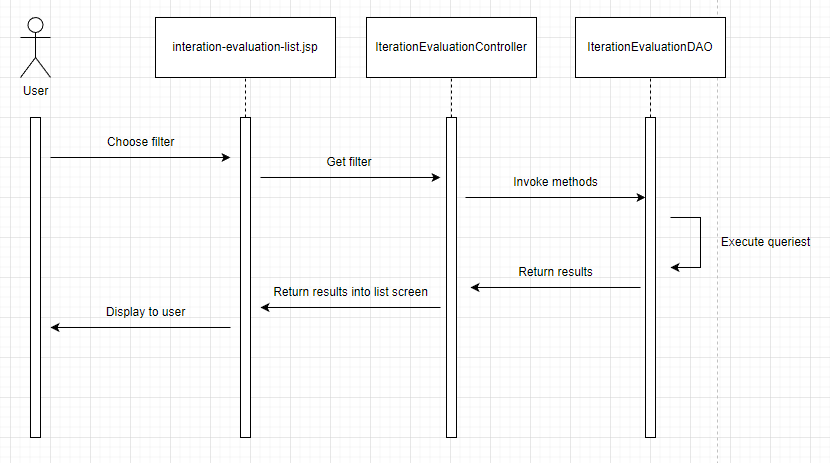 interation-evaluation-list.jsp
IterationEvaluationController
IterationEvaluationDAO
User
Choose filter
Get filter
Invoke methods
Execute queriest
Return results
Return results into list screen
Display to user